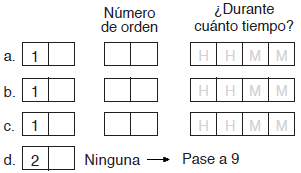 Número de orden
¿Durante cuánto tiempo?
a. 1 H H M M
b. 1 H H M M
c. 1 H H M M
d. 2 Ninguna → Pase a 9